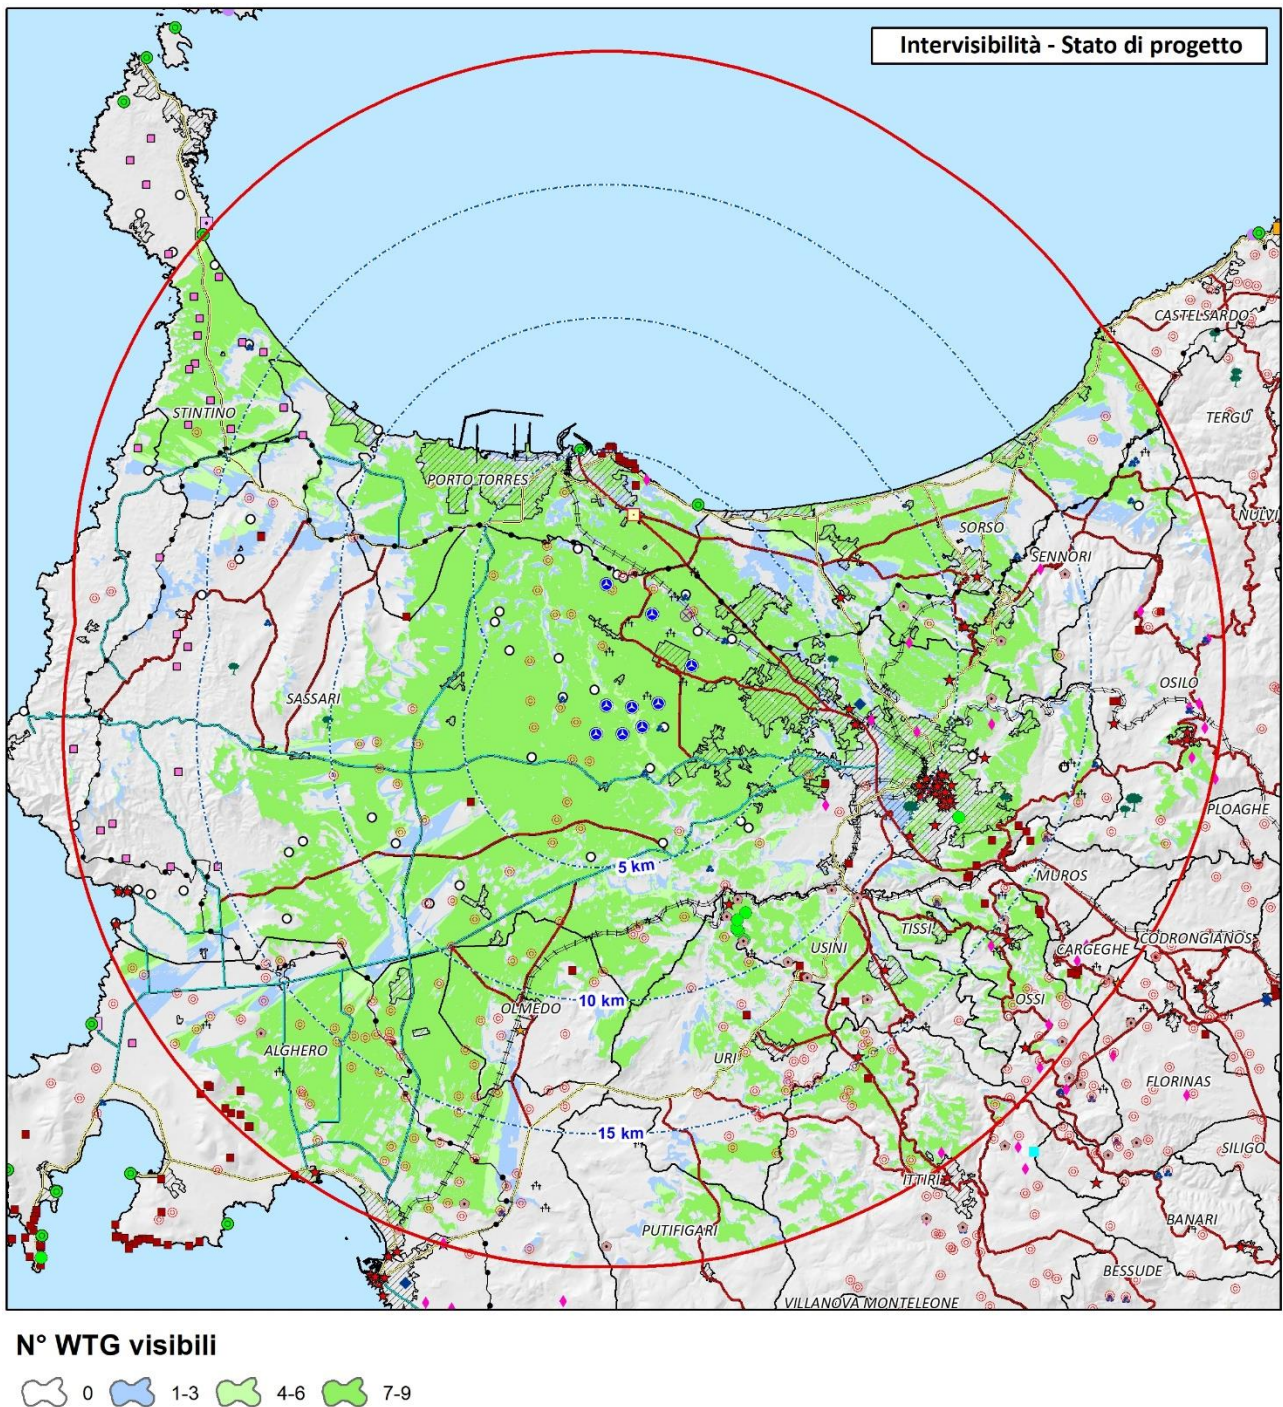 Intervisibilità - Stato di progetto
CASTELSARDO
TERGU
STINTINO
PORTO TORRES
NULVI
SORSO
SENNORI
OSILO
SASSARI
PLOAGHE
5 km
MUROS
TISSI
USINI
CARGEGHE
CODRONGIANOS
10 km
OSSI
OLMEDO
ALGHERO
URI
FLORINAS
15 km
SILIGO
ITTIRI
BANARI
PUTIFIGARI
BESSUDE
VILLANOVA MONTELEONE
N° WTG visibili
0 1-3 4-6 7-9